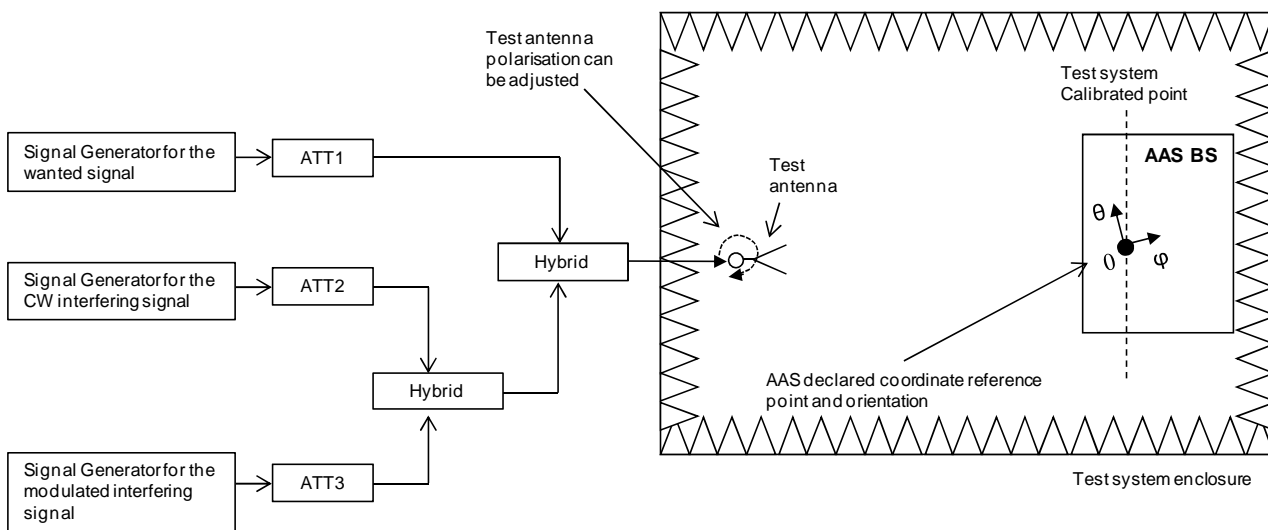 Test antenna
polarisation can
be adjusted
Test system
Calibrated point
Signal Generator for the
wanted signal
ATT1
Test
antenna
AAS BS
θ
0
φ
Hybrid
Signal Generator for the
CW interfering signal
ATT2
Hybrid
AAS declared coordinate reference
point and orientation
Signal Generator for the
modulated interfering
signal
ATT3
Test system enclosure